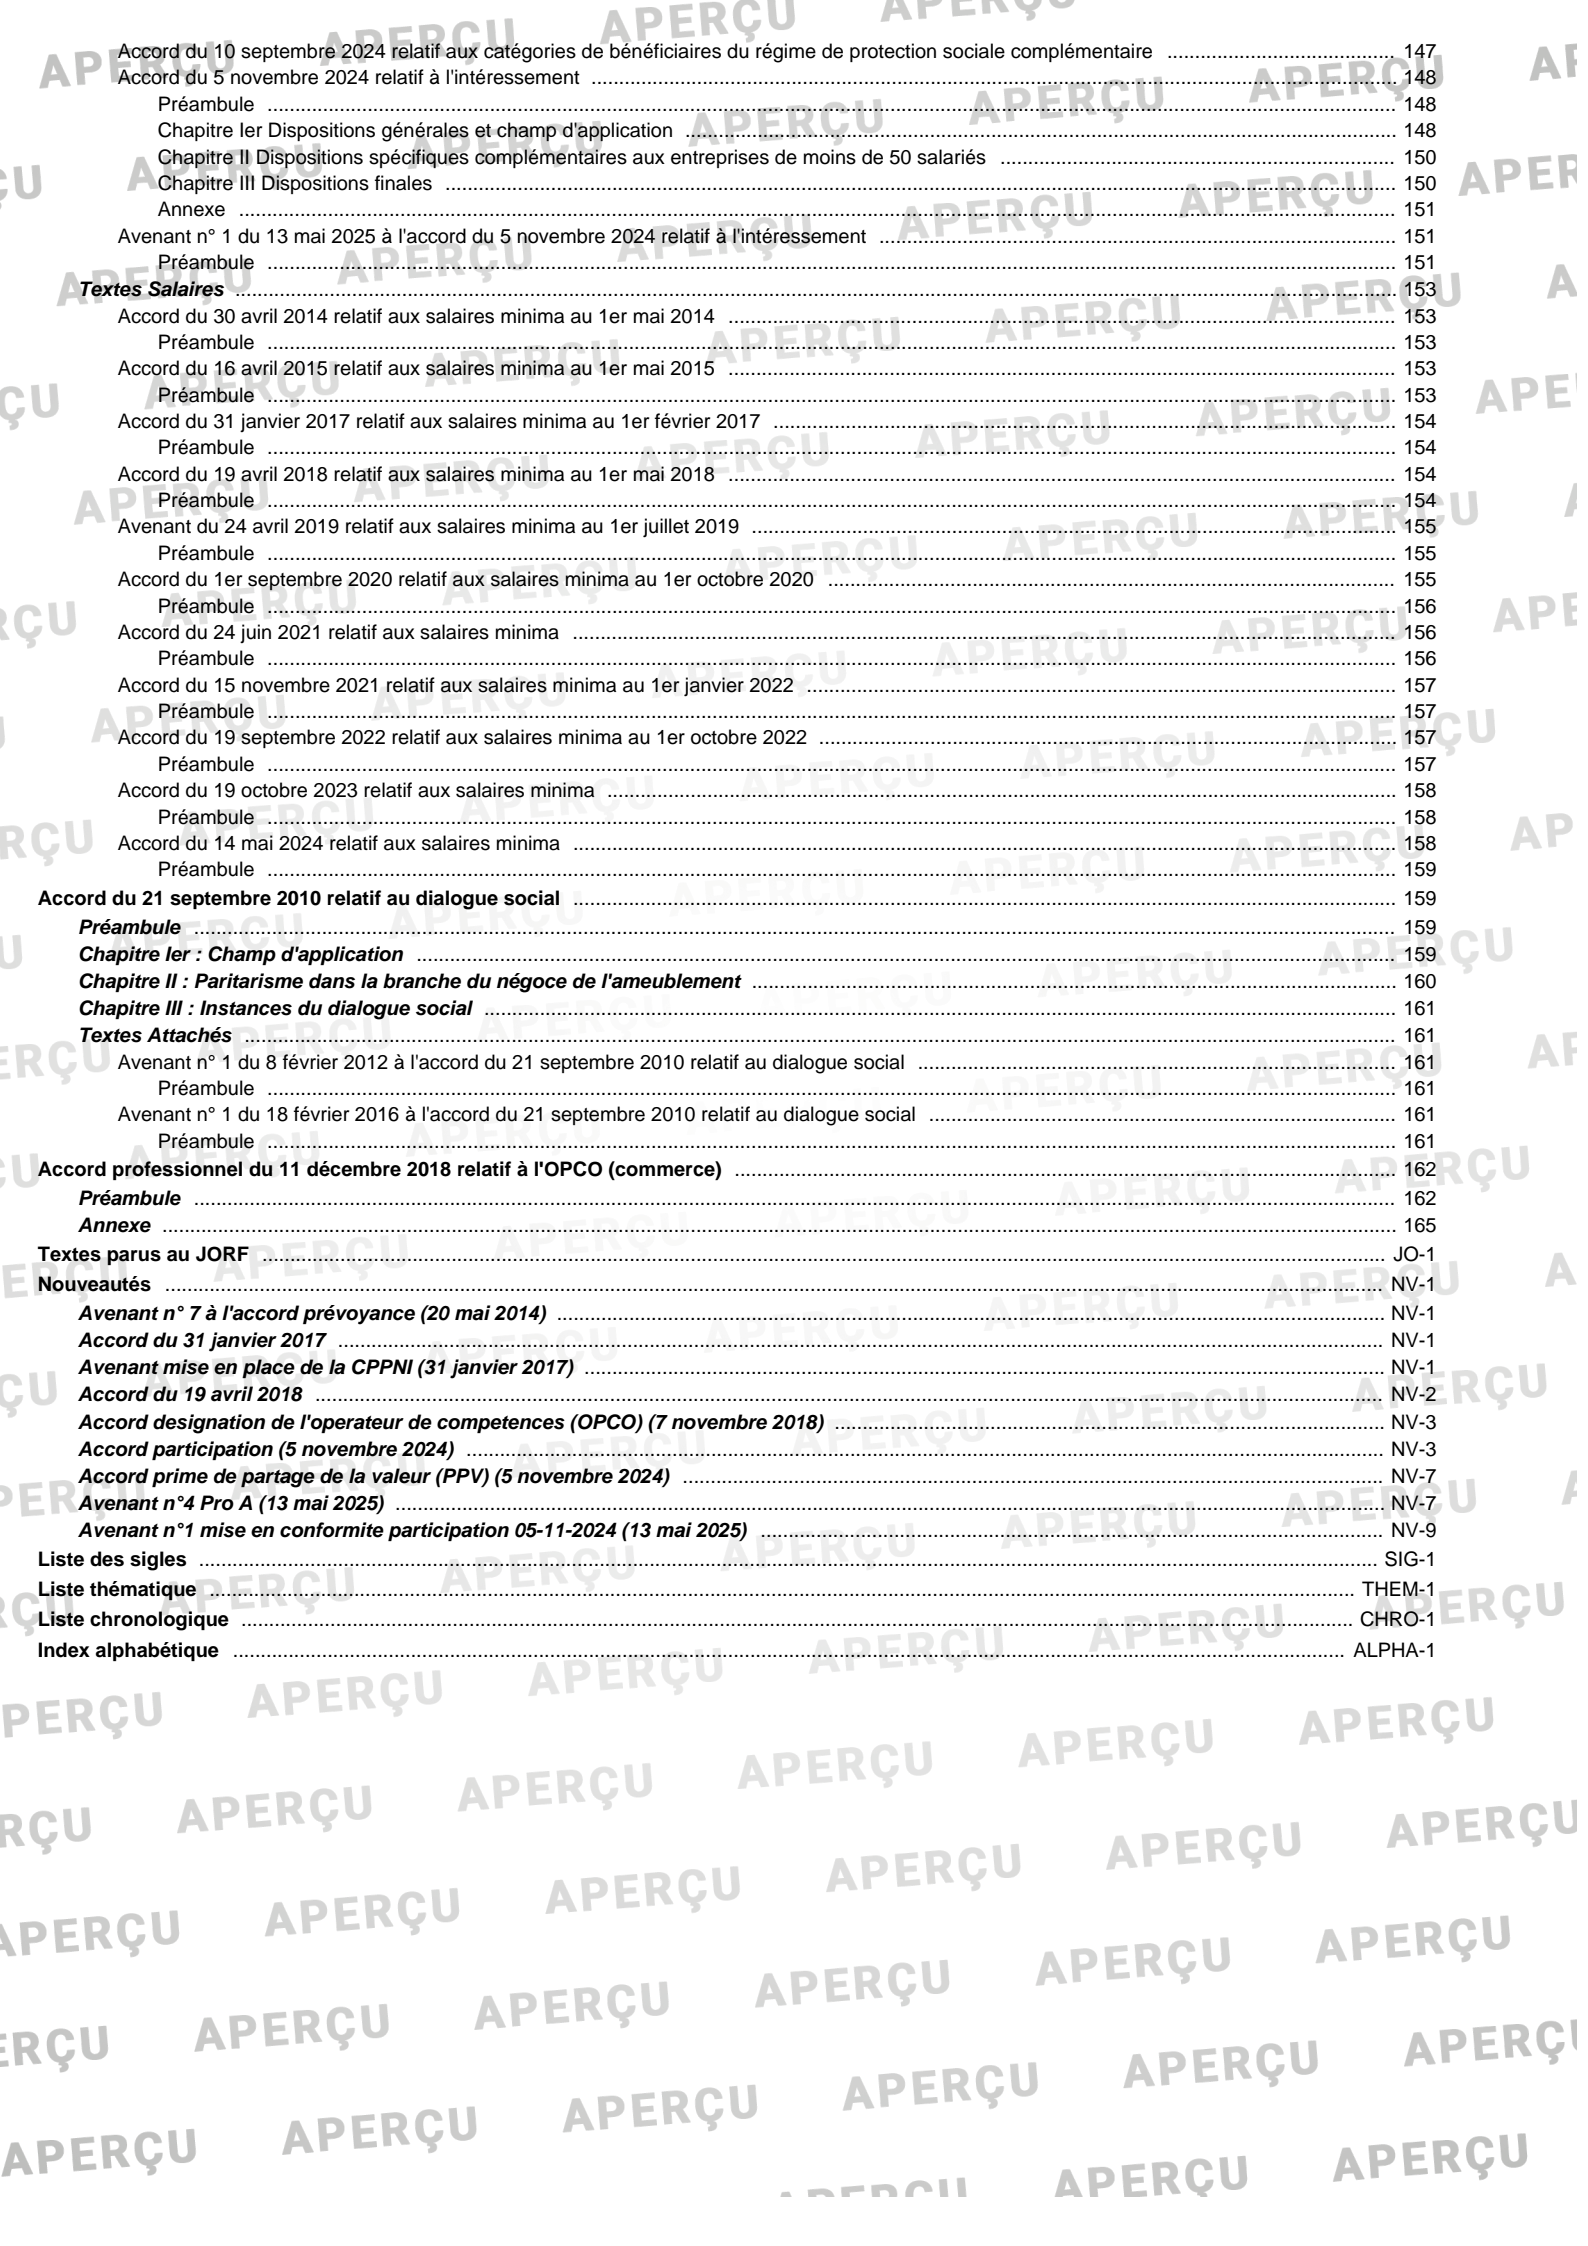 Accord du 10 septembre 2024 relatif aux catégories de bénéficiaires du régime de protection sociale complémentaire 147
Accord du 5 novembre 2024 relatif à l'intéressement 148
Préambule 148
Chapitre Ier Dispositions générales et champ d'application 148
Chapitre II Dispositions spécifiques complémentaires aux entreprises de moins de 50 salariés 150
Chapitre III Dispositions finales 150
Annexe 151
Avenant n° 1 du 13 mai 2025 à l'accord du 5 novembre 2024 relatif à l'intéressement 151
Préambule 151
Textes Salaires 153
Accord du 30 avril 2014 relatif aux salaires minima au 1er mai 2014 153
Préambule 153
Accord du 16 avril 2015 relatif aux salaires minima au 1er mai 2015 153
Préambule 153
Accord du 31 janvier 2017 relatif aux salaires minima au 1er février 2017 154
Préambule 154
Accord du 19 avril 2018 relatif aux salaires minima au 1er mai 2018 154
Préambule 154
Avenant du 24 avril 2019 relatif aux salaires minima au 1er juillet 2019 155
Préambule 155
Accord du 1er septembre 2020 relatif aux salaires minima au 1er octobre 2020 155
Préambule 156
Accord du 24 juin 2021 relatif aux salaires minima 156
Préambule 156
Accord du 15 novembre 2021 relatif aux salaires minima au 1er janvier 2022 157
Préambule 157
Accord du 19 septembre 2022 relatif aux salaires minima au 1er octobre 2022 157
Préambule 157
Accord du 19 octobre 2023 relatif aux salaires minima 158
Préambule 158
Accord du 14 mai 2024 relatif aux salaires minima 158
Préambule 159
Accord du 21 septembre 2010 relatif au dialogue social 159
Préambule 159
Chapitre Ier : Champ d'application 159
Chapitre II : Paritarisme dans la branche du négoce de l'ameublement 160
Chapitre III : Instances du dialogue social 161
Textes Attachés 161
Avenant n° 1 du 8 février 2012 à l'accord du 21 septembre 2010 relatif au dialogue social 161
Préambule 161
Avenant n° 1 du 18 février 2016 à l'accord du 21 septembre 2010 relatif au dialogue social 161
Préambule 161
Accord professionnel du 11 décembre 2018 relatif à l'OPCO (commerce) 162
Préambule 162
Annexe 165
Textes parus au JORF JO-1
Nouveautés NV-1
Avenant n° 7 à l'accord prévoyance (20 mai 2014) NV-1
Accord du 31 janvier 2017 NV-1
Avenant mise en place de la CPPNI (31 janvier 2017) NV-1
Accord du 19 avril 2018 NV-2
Accord designation de l'operateur de competences (OPCO) (7 novembre 2018) NV-3
Accord participation (5 novembre 2024) NV-3
Accord prime de partage de la valeur (PPV) (5 novembre 2024) NV-7
Avenant n°4 Pro A (13 mai 2025) NV-7
Avenant n°1 mise en conformite participation 05-11-2024 (13 mai 2025) NV-9
Liste des sigles SIG-1
Liste thématique THEM-1
Liste chronologique CHRO-1
Index alphabétique ALPHA-1
APERÇU